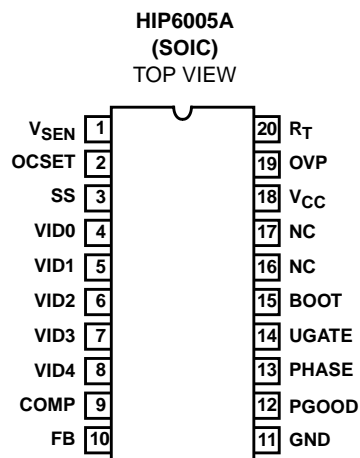 HIP6005A
(SOIC)
TOP VIEW
VSEN 1 20 RT
OCSET 2 19 OVP
SS 3 18 VCC
VID0 4 17 NC
VID1 5 16 NC
VID2 6 15 BOOT
VID3 7 14 UGATE
VID4 8 13 PHASE
COMP 9 12 PGOOD
FB 10 11 GND